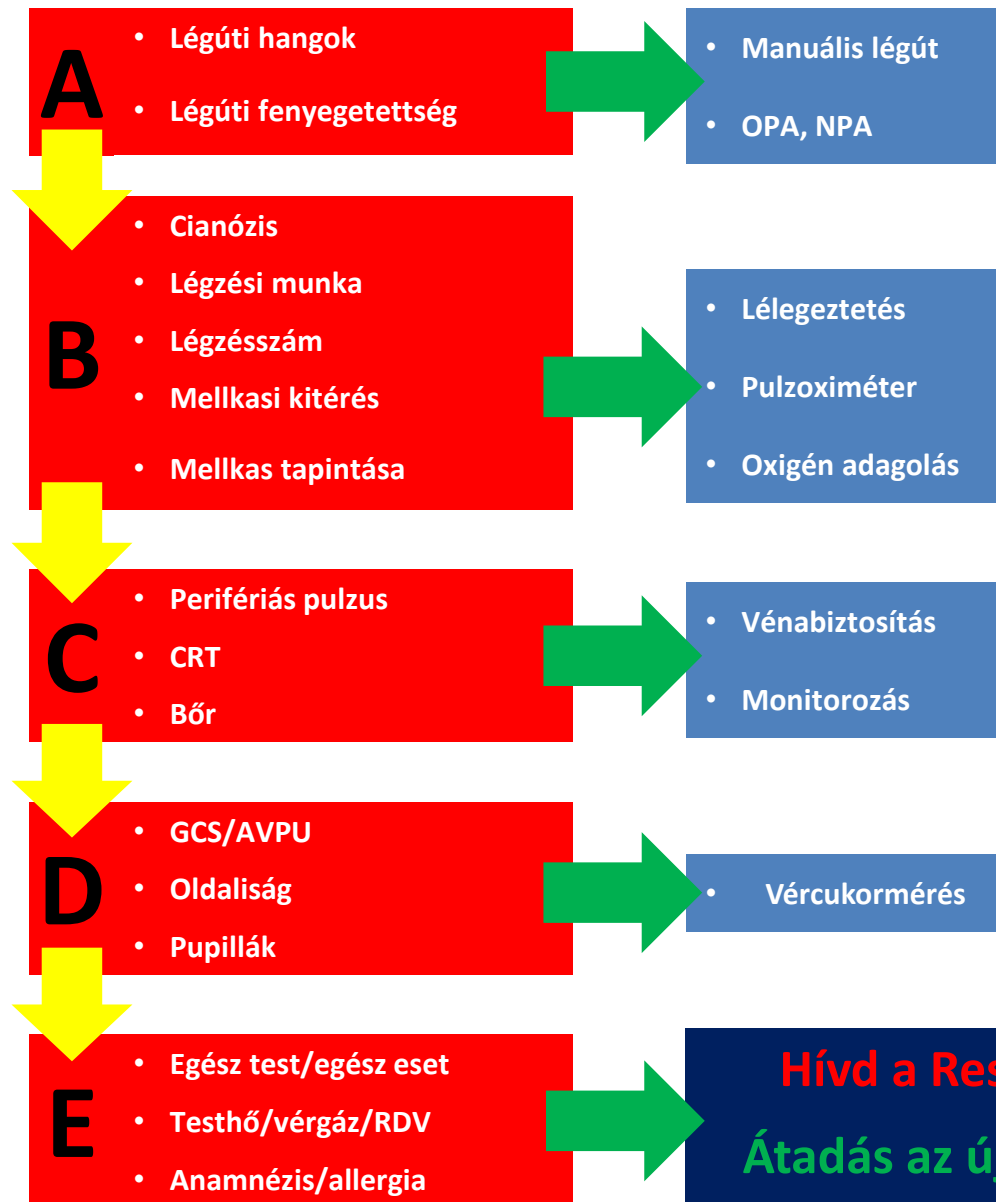 A
• Légúti hangok
• Légúti fenyegetettség
• Manuális légút
• OPA, NPA
B
• Cianózis
• Légzési munka
• Légzésszám
• Mellkasi kitérés
• Mellkas tapintása
• Lélegeztetés
• Pulzoximéter
• Oxigén adagolás
C
• Perifériás pulzus
• CRT
• Bőr
• Vénabiztosítás
• Monitorozás
D
• GCS/AVPU
• Oldaliság
• Pupillák
• Vércukormérés
E
• Egész test/egész eset
• Testhő/vérgáz/RDV
• Anamnézis/allergia
Hívd a
Átadás az